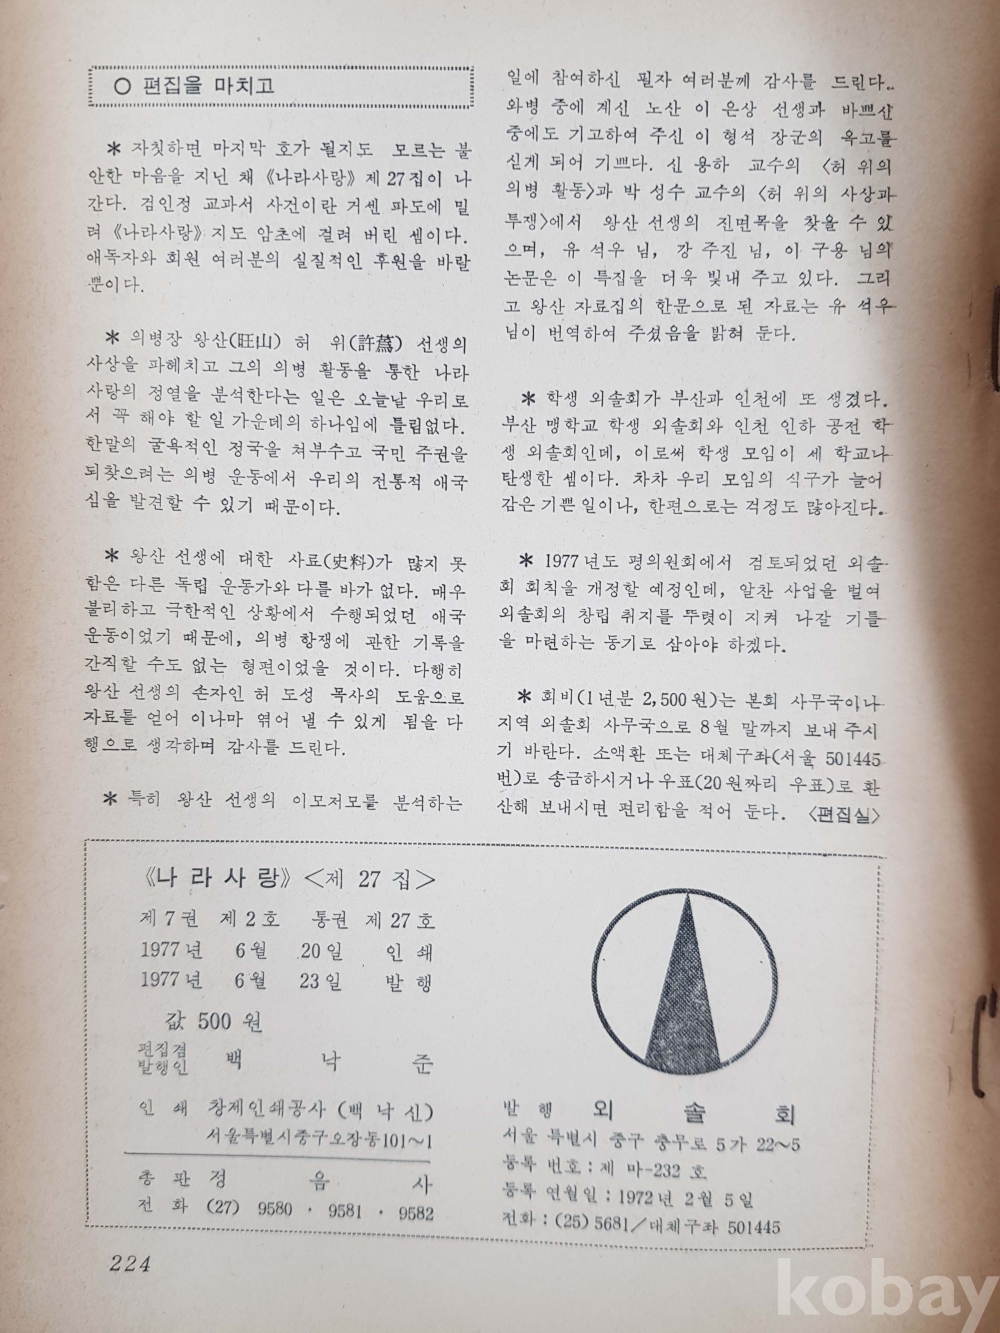 ○ 편집을 마치고
* 자칫하면 마지막 호가 될지도 모르는 불
안한 마음을 지닌 채 《나라사랑》 제 27집이 나
간다. 검인정 교과서 사건이란 거센 파도에 밀
려 《나라사랑》지도 암초에 걸려 버린 셈이다.
애독자와 회원 여러분의 실질적인 후원을 바랄
뿐이다.
* 의병장 왕산(旺山) 허 위(許蔿) 선생의
사상을 파헤치고 그의 의병 활동을 통한 나라
사랑의 정열을 분석한다는 일은 오늘날 우리로
서 꼭 해야 할 일 가운데의 하나임에 틀림없다.
한말의 굴욕적인 정국을 쳐부수고 국민 주권을
되찾으려는 의병 운동에서 우리의 전통적 애국
심을 발견할 수 있기 때문이다.
* 왕산 선생에 대한 사료(史料)가 많지 못
함은 다른 독립 운동가와 다를 바가 없다. 매우
불리하고 극한적인 상황에서 수행되었던 애국
운동이었기 때문에, 의병 항쟁에 관한 기록을
간직할 수도 없는 형편이었을 것이다. 다행히
왕산 선생의 손자인 허 도성 목사의 도움으로
자료를 얻어 이나마 엮어 낼 수 있게 됨을 다
행으로 생각하며 감사를 드린다.
* 특히 왕산 선생의 이모저모를 분석하는
일에 참여하신 필자 여러분께 감사를 드린다.
와병 중에 계신 노산 이 은상 선생과 바쁘신
중에도 기고하여 주신 이 형석 장군의 옥고를
싣게 되어 기쁘다. 신 용하 교수의 〈허 위의
의병 활동〉과 박 성수 교수의 〈허 위의 사상과
투쟁〉에서 왕산 선생의 진면목을 찾을 수 있
으며, 유 석우 님, 강 주진 님, 이 구용 님의
논문은 이 특집을 더욱 빛내 주고 있다. 그리
고 왕산 자료집의 한문으로 된 자료는 유 석우
님이 번역하여 주셨음을 밝혀 둔다.
* 학생 외솔회가 부산과 인천에 또 생겼다.
부산 맹학교 학생 외솔회와 인천 인하 공전 학
생 외솔회인데, 이로써 학생 모임이 세 학교나
탄생한 셈이다. 차차 우리 모임의 식구가 늘어
감은 기쁜 일이나, 한편으로는 걱정도 많아진다.
* 1977년도 평의원회에서 검토되었던 외솔
회 회칙을 개정할 예정인데, 알찬 사업을 벌여
외솔회의 창립 취지를 뚜렷이 지켜 나갈 기틀
을 마련하는 동기로 삼아야 하겠다.
* 회비(1년분 2,500원)는 본회 사무국이나
지역 외솔회 사무국으로 8월 말까지 보내 주시
기 바란다. 소액환 또는 대체구좌(서울 501445
번)로 송금하시거나 우표(20원짜리 우표)로 환
산해 보내시면 편리함을 적어 둔다. 〈편집실〉
《나 라 사 랑》 <제 27 집>
제 7 권 제 2 호 통권 제 27 호
1977 년 6 월 20 일 인 쇄
1977 년 6 월 23 일 발 행
값 500 원
편집겸
발행인 백 낙 준
인 쇄 창제인쇄공사 (백 낙 신)
서울특별시중구오장동101~1
총 판 정 음 사
전 화 (27) 9580 · 9581 · 9582
발 행 외 솔 회
서울 특별시 중구 충무로 5 가 22~5
등록 번호 : 제 마-232 호
등록 연월일 : 1972 년 2 월 5 일
전화 : (25) 5681/대체구좌 501445
224
kobay